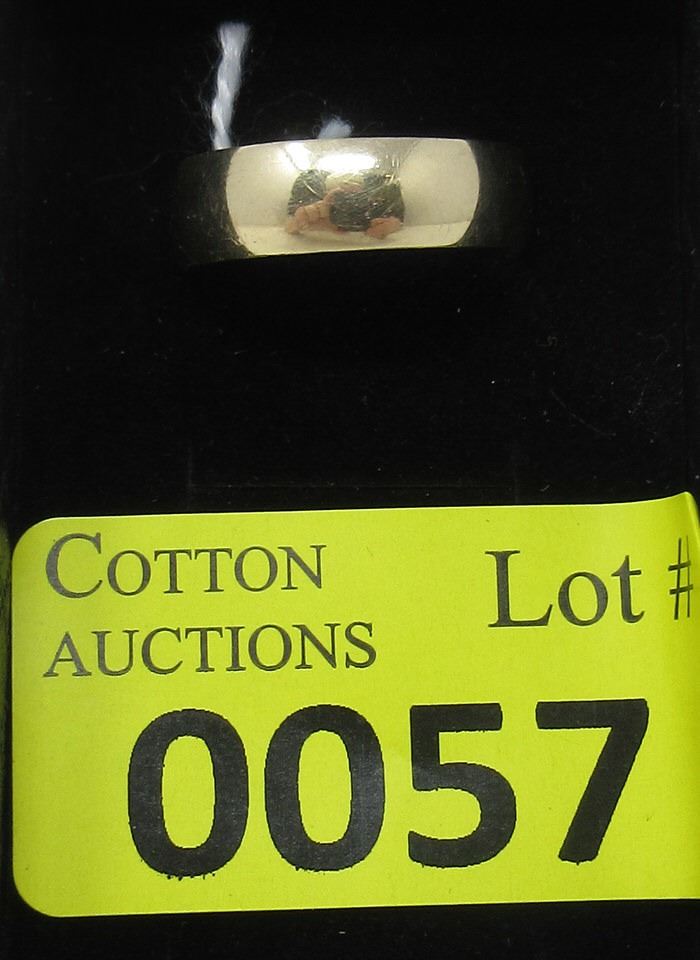 COTTON
AUCTIONS
Lot #
0057